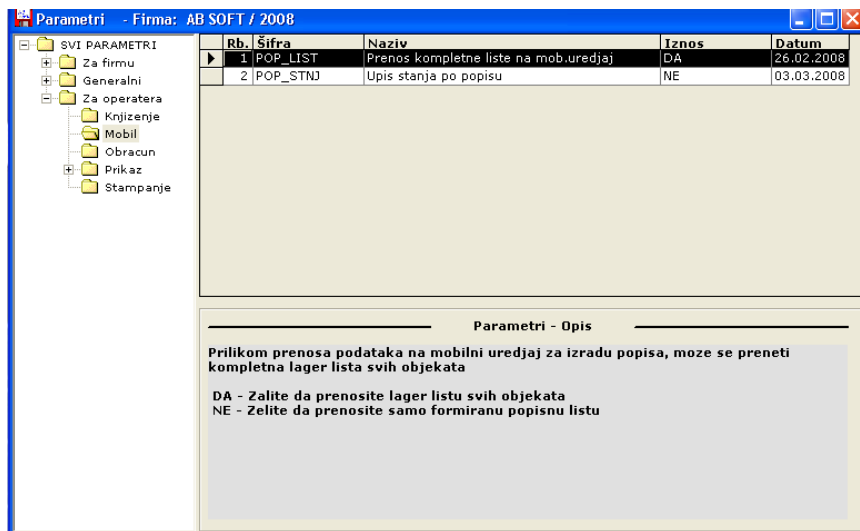 Parametri - Firma: AB SOFT / 2008
SVI PARAMETRI
Za firmu
Generalni
Za operatera
Knjizenje
Mobil
Obracun
Prikaz
Stampanje
Rb. Šifra Naziv Iznos Datum
1 POP_LIST Prenos kompletne liste na mob.uredjaj DA 26.02.2008
2 POP_STNJ Upis stanja po popisu NE 03.03.2008
Parametri - Opis
Prilikom prenosa podataka na mobilni uredjaj za izradu popisa, moze se preneti
kompletna lager lista svih objekata
DA - Zalite da prenosite lager listu svih objekata
NE - Zelite da prenosite samo formiranu popisnu listu